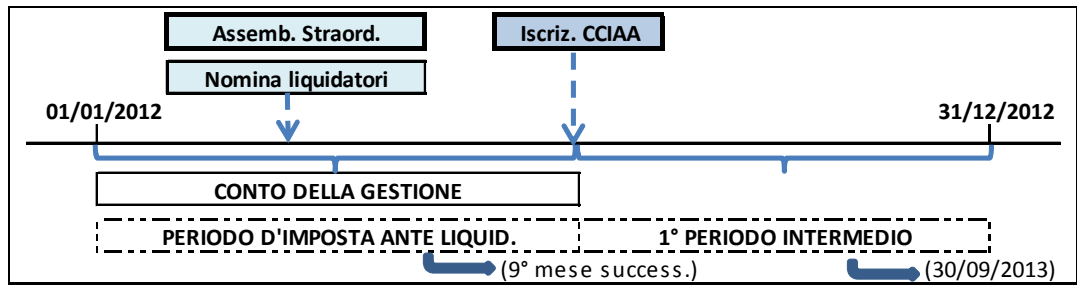 Assemb. Straord.
Iscriz. CCIAA
Nomina liquidatori
01/01/2012
31/12/2012
CONTO DELLA GESTIONE
PERIODO D'IMPOSTA ANTE LIQUID.
1° PERIODO INTERMEDIO
(9° mese success.)
(30/09/2013)